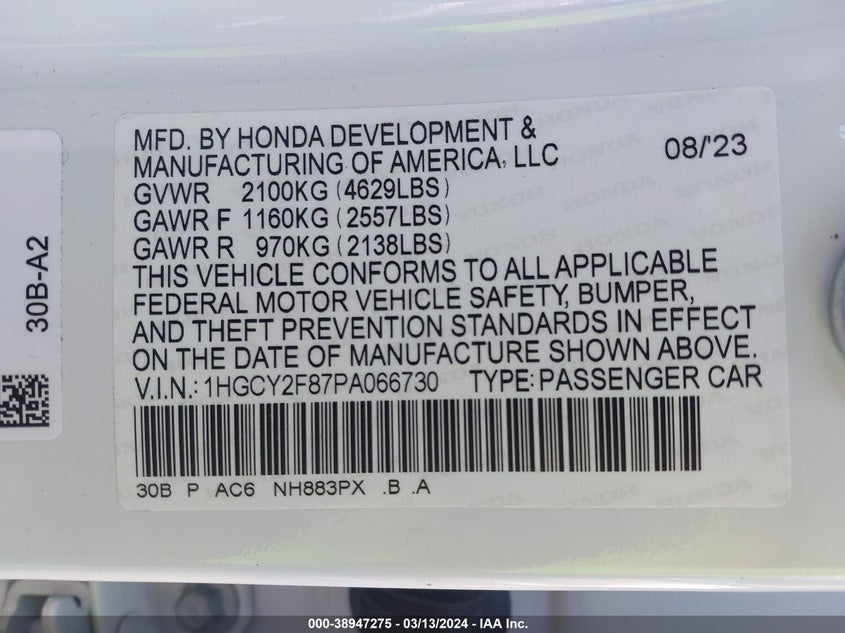 MFD. BY HONDA DEVELOPMENT &
MANUFACTURING OF AMERICA, LLC 08/'23
GVWR 2100KG (4629LBS)
GAWR F 1160KG (2557LBS)
GAWR R 970KG (2138LBS)
THIS VEHICLE CONFORMS TO ALL APPLICABLE
FEDERAL MOTOR VEHICLE SAFETY, BUMPER,
AND THEFT PREVENTION STANDARDS IN EFFECT
ON THE DATE OF MANUFACTURE SHOWN ABOVE.
V.I.N.: 1HGCY2F87PA066730 TYPE: PASSENGER CAR
30B P AC6 NH883PX .B .A
30B-A2
000-38947275 - 03/13/2024 - IAA Inc.